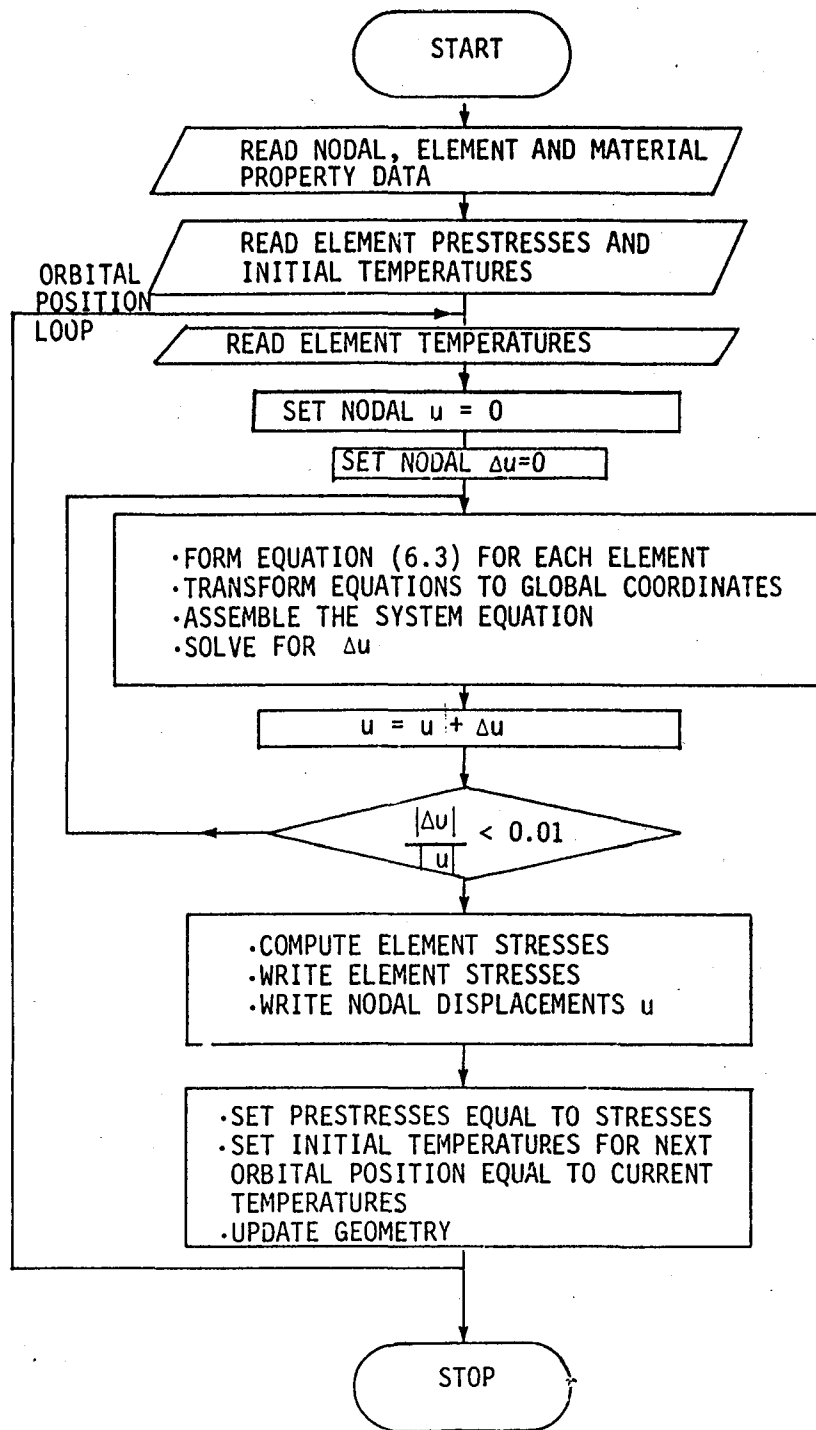 START
READ NODAL, ELEMENT AND MATERIAL
PROPERTY DATA
READ ELEMENT PRESTRESSES AND
INITIAL TEMPERATURES
ORBITAL
POSITION
LOOP
READ ELEMENT TEMPERATURES
SET NODAL u = 0
SET NODAL Δu=0
·FORM EQUATION (6.3) FOR EACH ELEMENT
·TRANSFORM EQUATIONS TO GLOBAL COORDINATES
·ASSEMBLE THE SYSTEM EQUATION
·SOLVE FOR Δu
u = u + Δu
|Δu|
< 0.01
|u|
·COMPUTE ELEMENT STRESSES
·WRITE ELEMENT STRESSES
·WRITE NODAL DISPLACEMENTS u
·SET PRESTRESSES EQUAL TO STRESSES
·SET INITIAL TEMPERATURES FOR NEXT
ORBITAL POSITION EQUAL TO CURRENT
TEMPERATURES
·UPDATE GEOMETRY
STOP